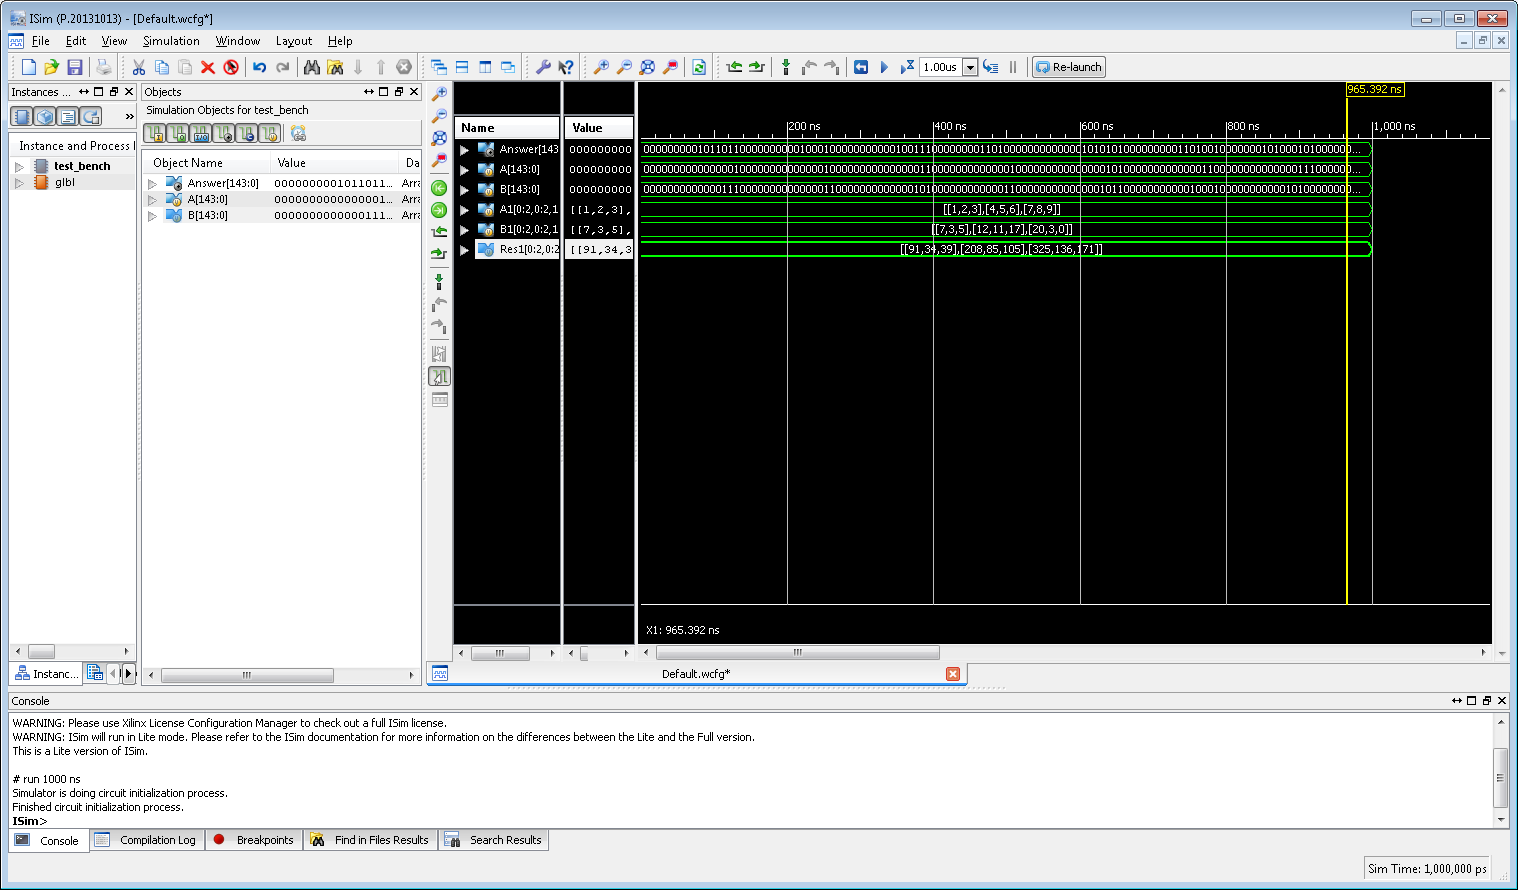 ISim (P.20131013) - [Default.wcfg*]
File Edit View Simulation Window Layout Help
1.00us Re-launch
Instances ...
Instance and Process
test_bench
glbl
Instanc...
Objects
Simulation Objects for test_bench
Object Name Value Da
Answer[143:0] 0000000001011011... Arra
A[143:0] 0000000000000001... Arra
B[143:0] 0000000000000111... Arra
Name Value
Answer[143 000000000
A[143:0] 000000000
B[143:0] 000000000
A1[0:2,0:2,1 [[1,2,3],
B1[0:2,0:2,1 [[7,3,5],
Res1[0:2,0:2 [[91,34,3
965.392 ns
200 ns 400 ns 600 ns 800 ns 1,000 ns
[[1,2,3],[4,5,6],[7,8,9]]
[[7,3,5],[12,11,17],[20,3,0]]
[[91,34,39],[208,85,105],[325,136,171]]
X1: 965.392 ns
Default.wcfg*
Console
WARNING: Please use Xilinx License Configuration Manager to check out a full ISim license.
WARNING: ISim will run in Lite mode. Please refer to the ISim documentation for more information on the differences between the Lite and the Full version.
This is a Lite version of ISim.
# run 1000 ns
Simulator is doing circuit initialization process.
Finished circuit initialization process.
ISim>
Console Compilation Log Breakpoints Find in Files Results Search Results
Sim Time: 1,000,000 ps